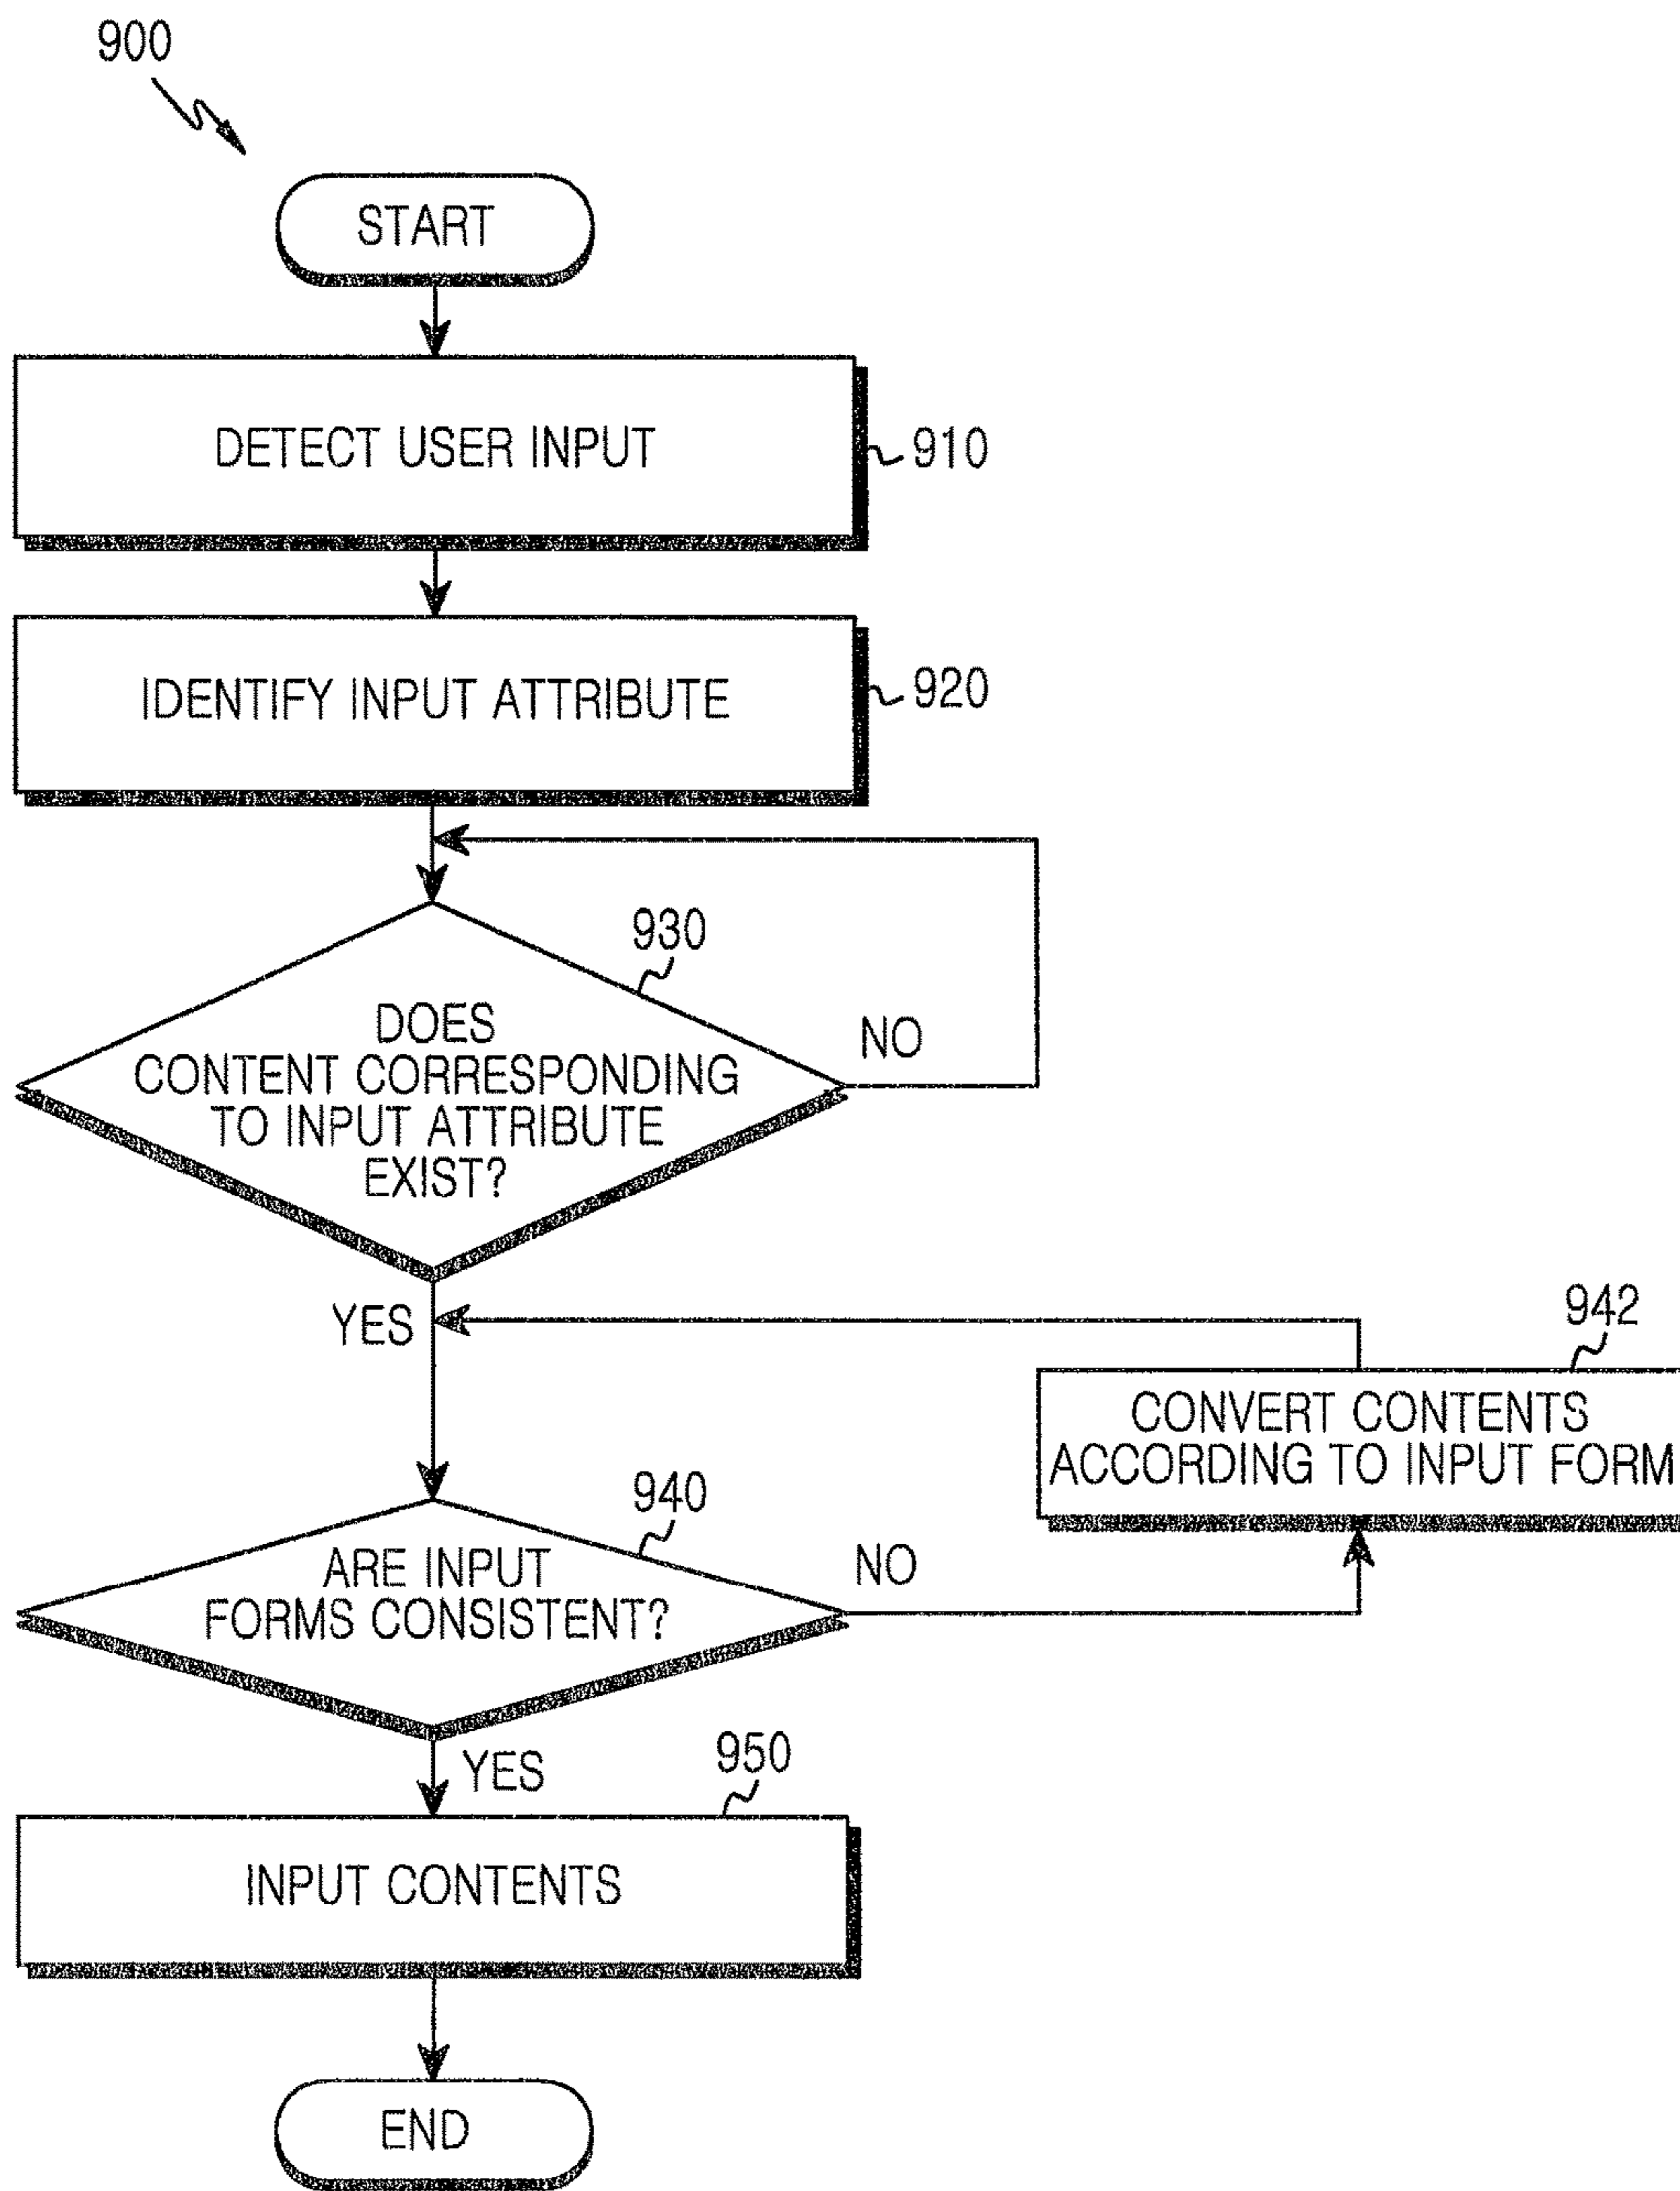 900
START
DETECT USER INPUT
910
IDENTIFY INPUT ATTRIBUTE
920
930
DOES
CONTENT CORRESPONDING
TO INPUT ATTRIBUTE
EXIST?
NO
YES
942
CONVERT CONTENTS
ACCORDING TO INPUT FORM
940
ARE INPUT
FORMS CONSISTENT?
NO
YES
950
INPUT CONTENTS
END